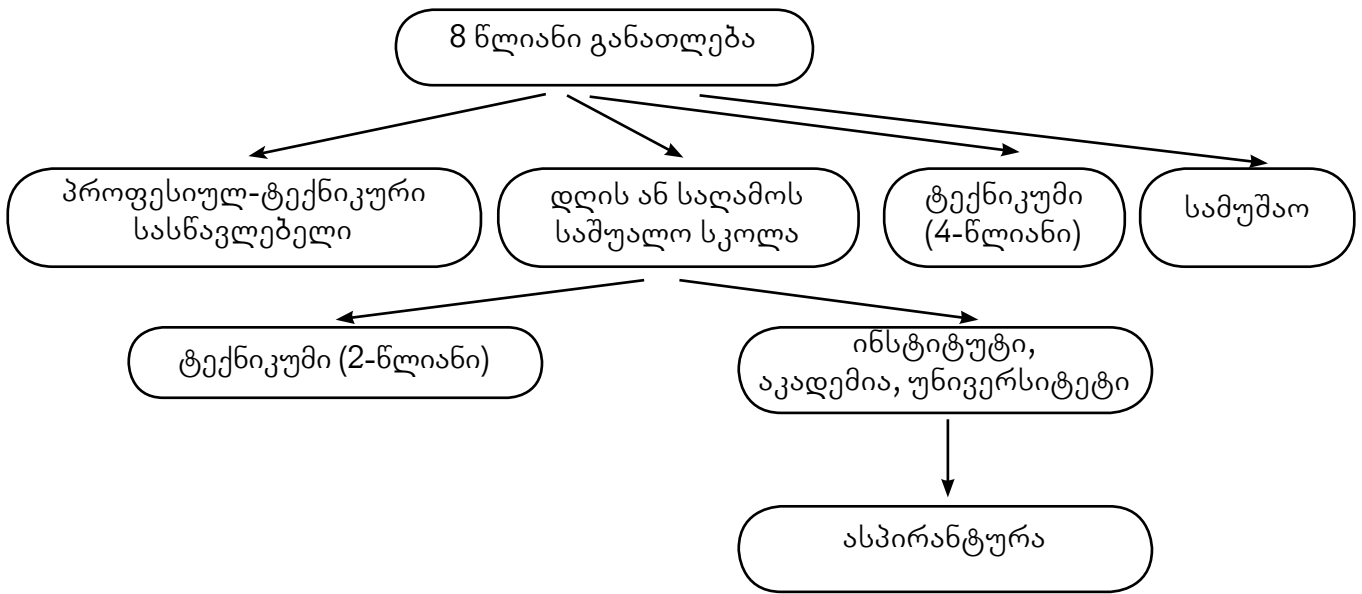 8 წლიანი განათლება
პროფესიულ-ტექნიკური
სასწავლებელი
დღის ან საღამოს
საშუალო სკოლა
ტექნიკუმი
(4-წლიანი)
სამუშაო
ტექნიკუმი (2-წლიანი)
ინსტიტუტი,
აკადემია, უნივერსიტეტი
ასპირანტურა